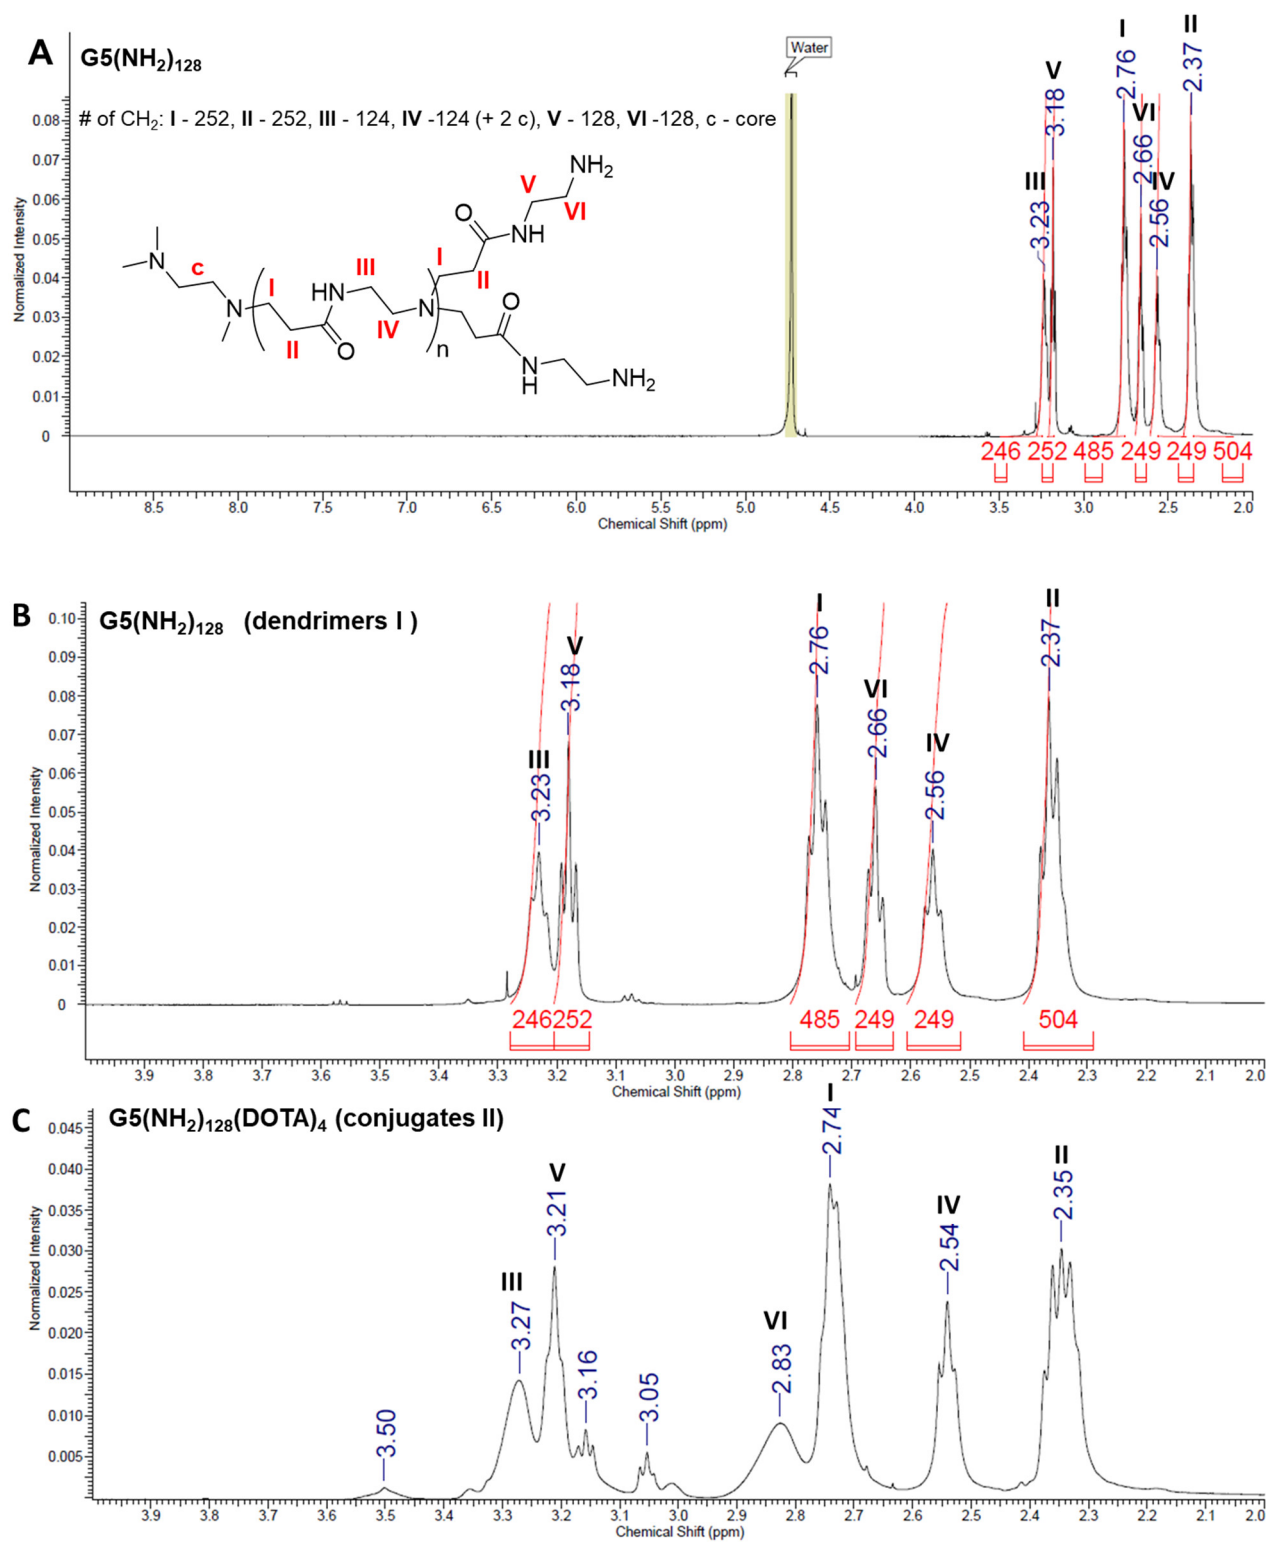 A
G5(NH2)128
# of CH2: I - 252, II - 252, III - 124, IV -124 (+ 2 c), V - 128, VI -128, c - core
Water
I
II
V
VI
III
IV
2.76
2.37
3.18
2.66
3.23
2.56
NH2
V
VI
O
NH
I
II
N
c
N
I
II
HN
III
IV
O
N
n
O
N
H
NH2
Normalized Intensity
0.08
0.07
0.06
0.05
0.04
0.03
0.02
0.01
0
246 252 485 249 249 504
8.5 8.0 7.5 7.0 6.5 6.0 5.5 5.0 4.5 4.0 3.5 3.0 2.5 2.0
Chemical Shift (ppm)
B
G5(NH2)128 (dendrimers I )
I
II
V
VI
IV
III
2.76
2.37
3.18
2.66
2.56
3.23
Normalized Intensity
0.10
0.09
0.08
0.07
0.06
0.05
0.04
0.03
0.02
0.01
0
246 252 485 249 249 504
3.9 3.8 3.7 3.6 3.5 3.4 3.3 3.2 3.1 3.0 2.9 2.8 2.7 2.6 2.5 2.4 2.3 2.2 2.1 2.0
Chemical Shift (ppm)
C
G5(NH2)128(DOTA)4 (conjugates II)
I
II
V
IV
III
VI
2.74
2.35
3.21
2.54
3.27
2.83
3.16
3.05
3.50
Normalized Intensity
0.045
0.040
0.035
0.030
0.025
0.020
0.015
0.010
0.005
3.9 3.8 3.7 3.6 3.5 3.4 3.3 3.2 3.1 3.0 2.9 2.8 2.7 2.6 2.5 2.4 2.3 2.2 2.1 2.0
Chemical Shift (ppm)